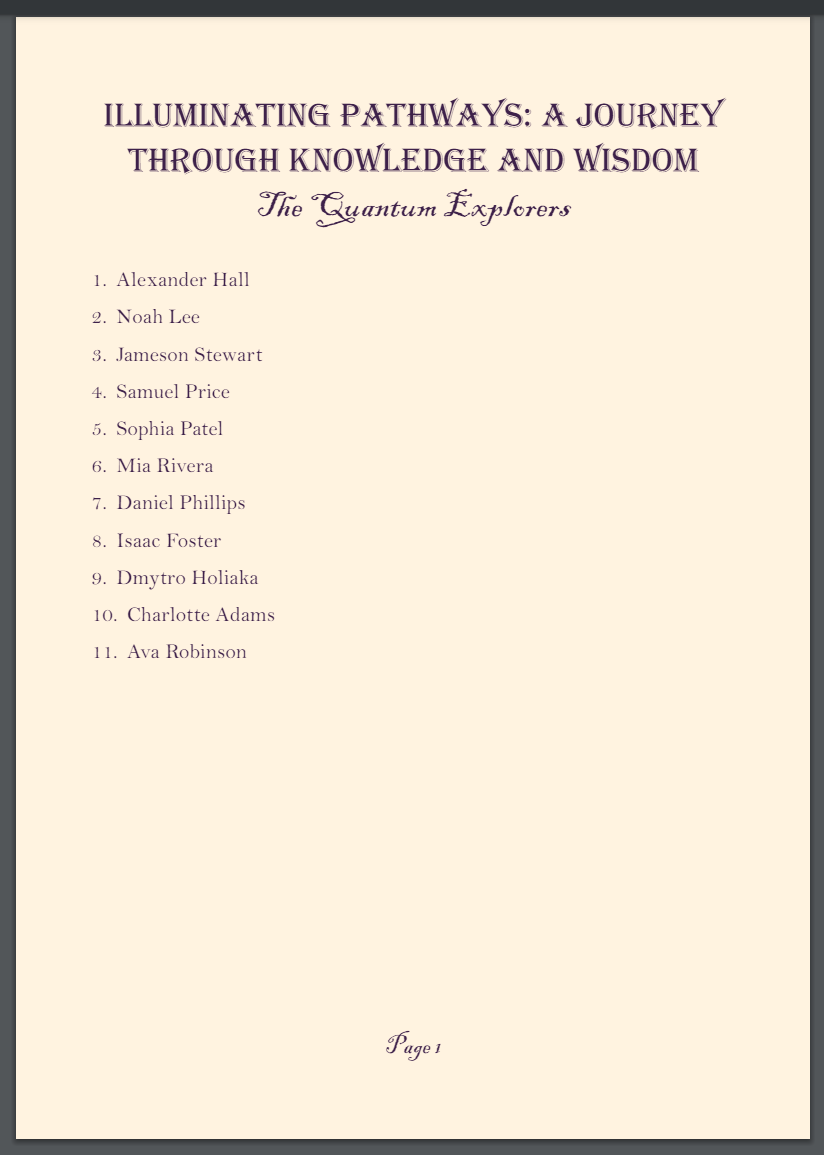 ILLUMINATING PATHWAYS: A JOURNEY
THROUGH KNOWLEDGE AND WISDOM
The Quantum Explorers
1. Alexander Hall
2. Noah Lee
3. Jameson Stewart
4. Samuel Price
5. Sophia Patel
6. Mia Rivera
7. Daniel Phillips
8. Isaac Foster
9. Dmytro Holiaka
10. Charlotte Adams
11. Ava Robinson
Page 1